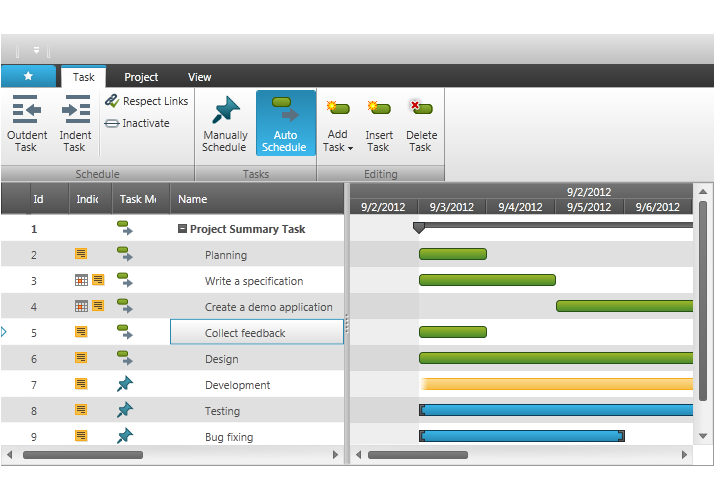 Task Project View
Outdent Task
Indent Task
Respect Links
Inactivate
Manually Schedule
Auto Schedule
Add Task
Insert Task
Delete Task
Schedule Tasks Editing
Id Indic Task Mo Name
9/2/2012
9/2/2012 9/3/2012 9/4/2012 9/5/2012 9/6/2012
1 Project Summary Task
2 Planning
3 Write a specification
4 Create a demo application
5 Collect feedback
6 Design
7 Development
8 Testing
9 Bug fixing